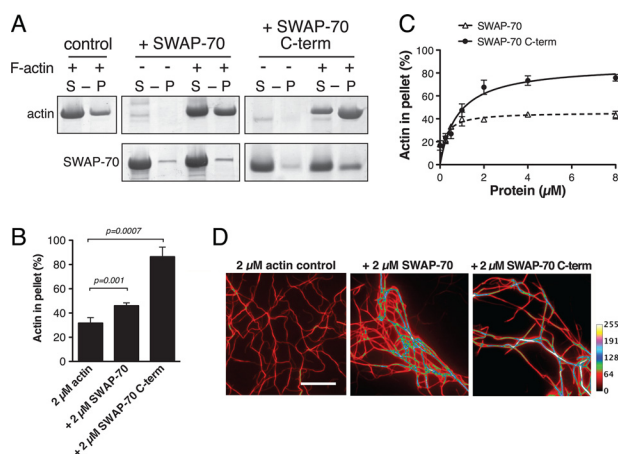 A
control
+ SWAP-70
+ SWAP-70
C-term
F-actin
+ +
- - + +
- - + +
S – P
S – P S – P
S – P S – P
actin
SWAP-70
B
Actin in pellet (%)
100
80
60
40
20
0
p=0.0007
p=0.001
2 µM actin
+ 2 µM SWAP-70
+ 2 µM SWAP-70 C-term
C
SWAP-70
SWAP-70 C-term
Actin in pellet (%)
100
80
60
40
20
0
0 2 4 6 8
Protein (µM)
D
2 µM actin control
+ 2 µM SWAP-70
+ 2 µM SWAP-70 C-term
255
191
128
64
0